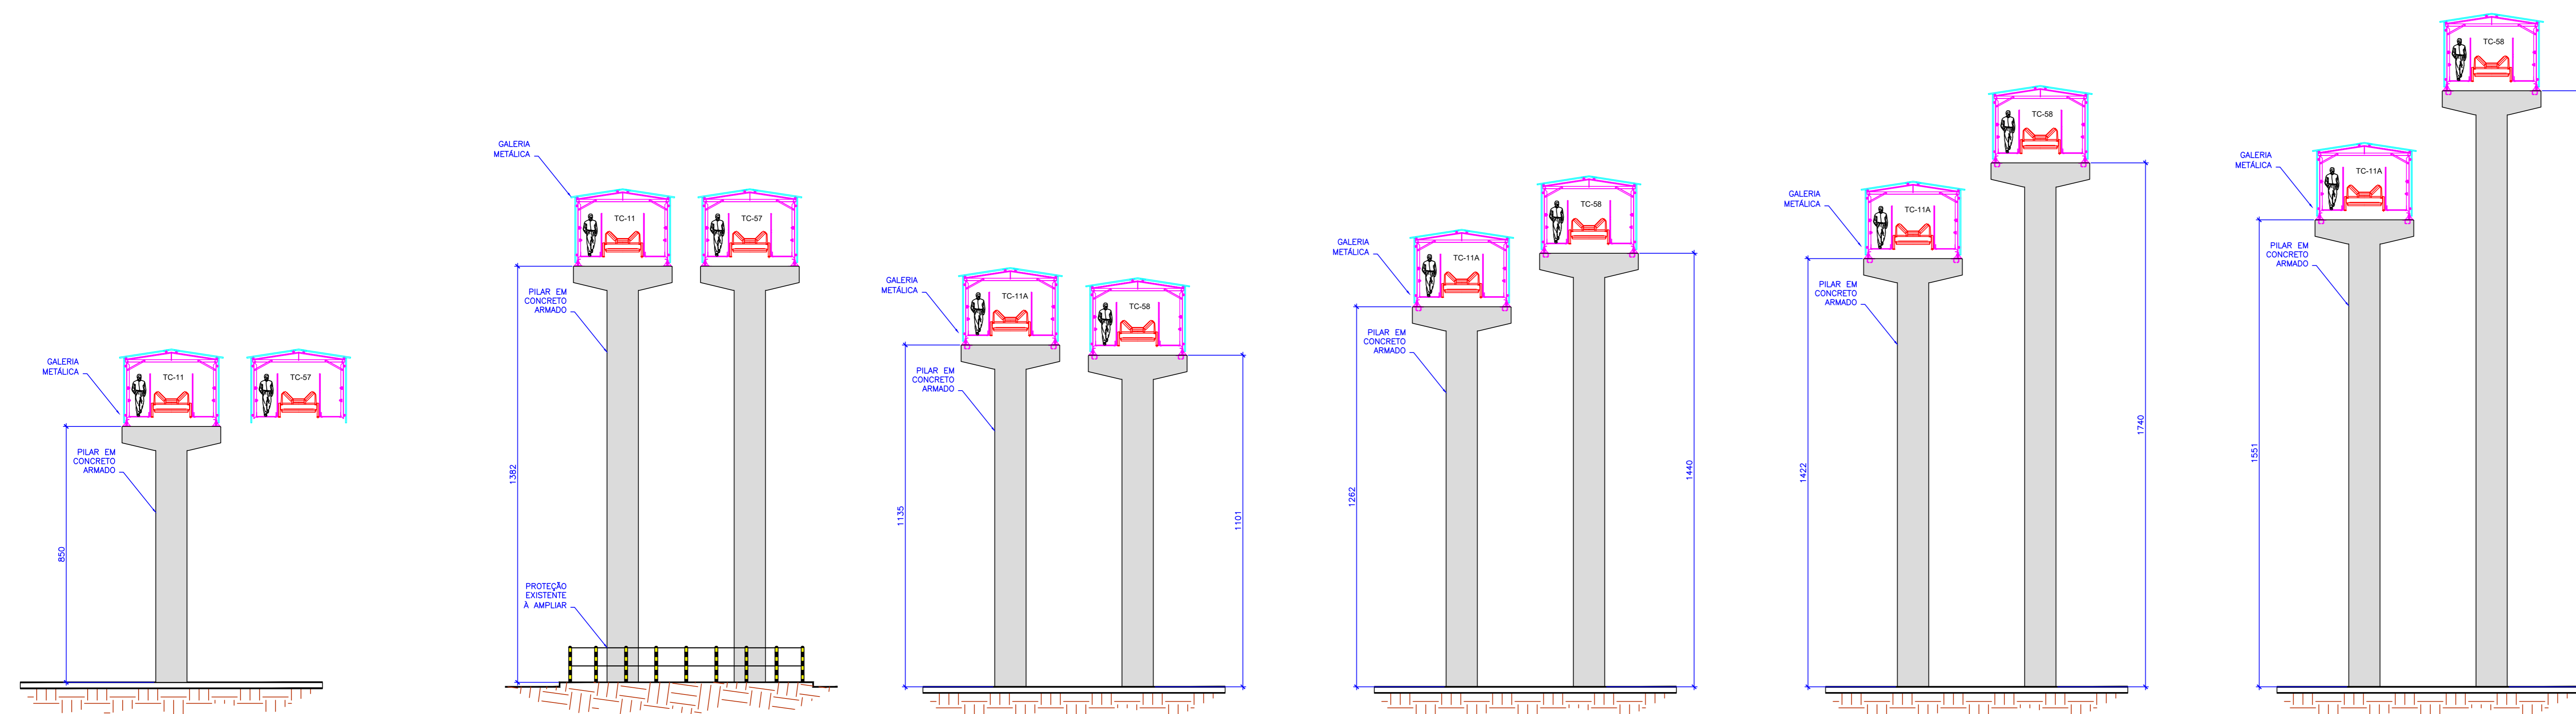 GALERIA
METÁLICA
TC-11
TC-57
PILAR EM
CONCRETO
ARMADO
850
GALERIA
METÁLICA
TC-11
TC-57
PILAR EM
CONCRETO
ARMADO
1382
PROTEÇÃO
EXISTENTE
À AMPLIAR
GALERIA
METÁLICA
TC-11A
TC-58
PILAR EM
CONCRETO
ARMADO
1135
1101
GALERIA
METÁLICA
TC-11A
TC-58
PILAR EM
CONCRETO
ARMADO
1262
1440
GALERIA
METÁLICA
TC-11A
TC-58
PILAR EM
CONCRETO
ARMADO
1422
1740
GALERIA
METÁLICA
TC-11A
TC-58
PILAR EM
CONCRETO
ARMADO
1551